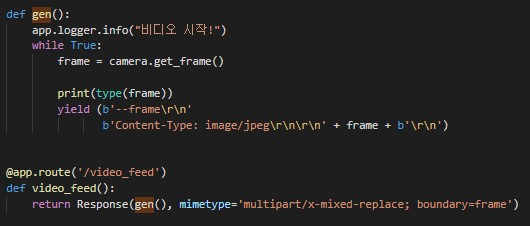 def gen():
    app.logger.info("비디오 시작!")
    while True:
        frame = camera.get_frame()

        print(type(frame))
        yield (b'--frame\r\n'
               b'Content-Type: image/jpeg\r\n\r\n' + frame + b'\r\n')


@app.route('/video_feed')
def video_feed():
    return Response(gen(), mimetype='multipart/x-mixed-replace; boundary=frame')